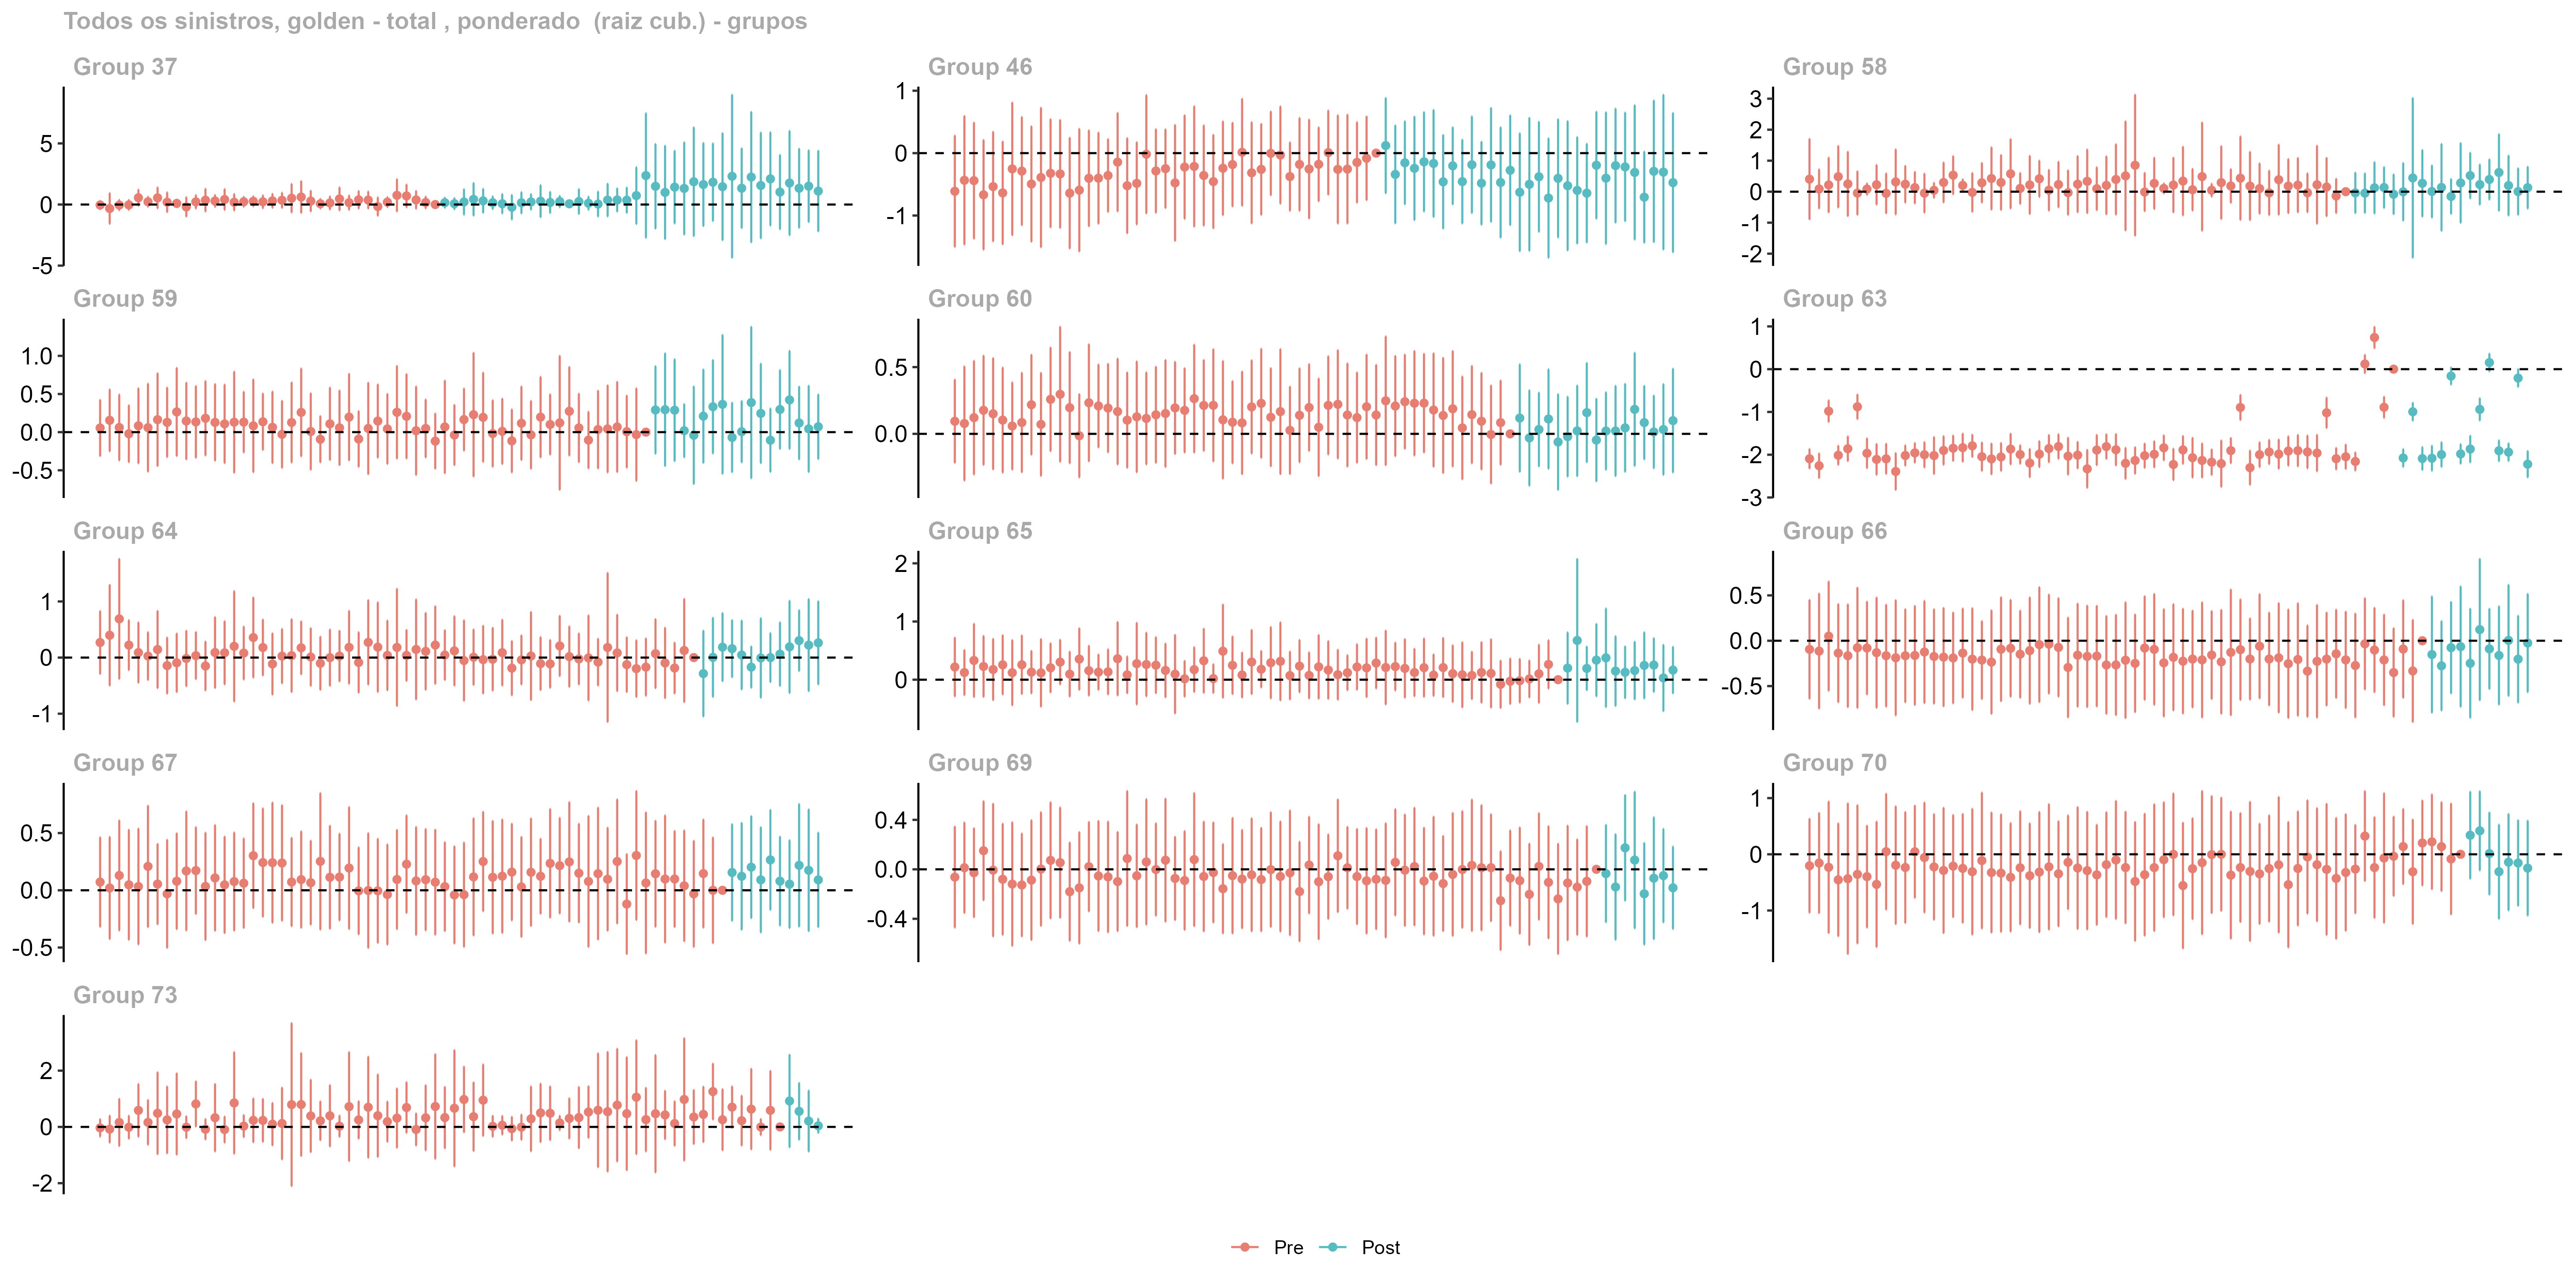 Todos os sinistros, golden - total , ponderado  (raiz cub.) - grupos
Group 37
5
0
-5
Group 46
1
0
-1
Group 58
3
2
1
0
-1
-2
Group 59
1.0
0.5
0.0
-0.5
Group 60
0.5
0.0
Group 63
1
0
-1
-2
-3
Group 64
1
0
-1
Group 65
2
1
0
Group 66
0.5
0.0
-0.5
Group 67
0.5
0.0
-0.5
Group 69
0.4
0.0
-0.4
Group 70
1
0
-1
Group 73
2
0
-2
Pre Post